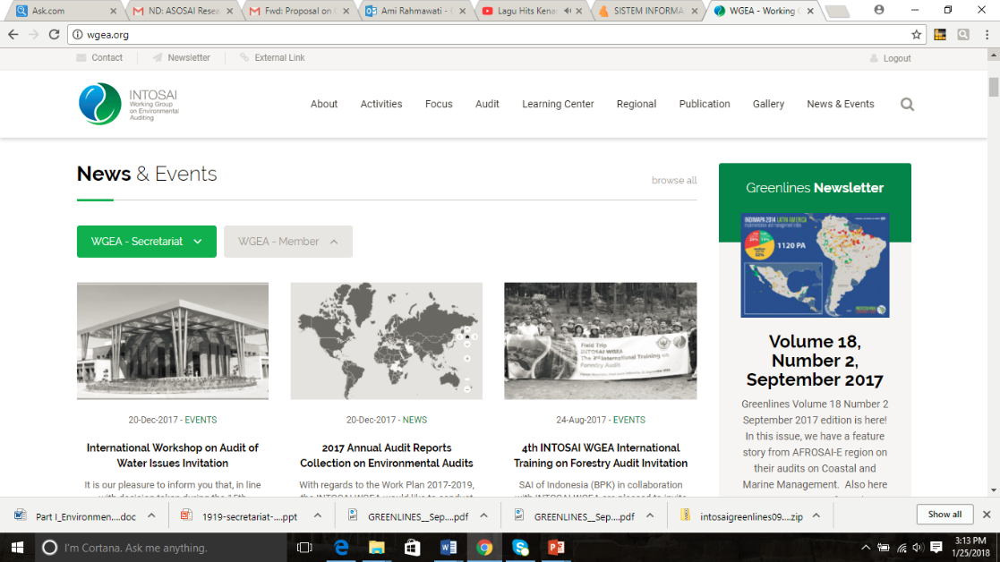 Ask.com
ND: ASOSAI Resea
Fwd: Proposal on
Ami Rahmawati -
Lagu Hits Kena
SISTEM INFORMA
WGEA - Working
wgea.org
Contact
Newsletter
External Link
Logout
INTOSAI
Working Group
on Environmental
Auditing
About
Activities
Focus
Audit
Learning Center
Regional
Publication
Gallery
News & Events
News & Events
browse all
WGEA - Secretariat
WGEA - Member
20-Dec-2017 - EVENTS
International Workshop on Audit of
Water Issues Invitation
It is our pleasure to inform you that, in line
with decision taken during the
20-Dec-2017 - NEWS
2017 Annual Audit Reports
Collection on Environmental Audits
With regards to the Work Plan 2017-2019,
the INTOSAI WGEA would like to conduct
Field Trip
INTOSAI WGEA
The 3rd International Training on
Forestry Audit
24-Aug-2017 - EVENTS
4th INTOSAI WGEA International
Training on Forestry Audit Invitation
SAI of Indonesia (BPK) in collaboration
with INTOSAI WGEA are pleased to invite
Greenlines Newsletter
INDIMAPA 2014 LATIN AMERICA
1120 PA
Volume 18,
Number 2,
September 2017
Greenlines Volume 18 Number 2
September 2017 edition is here!
In this issue, we have a feature
story from AFROSAI-E region on
their audits on Coastal and
Marine Management. Also here
Part I_Environmen....doc
1919-secretariat-....ppt
GREENLINES__Sep....pdf
GREENLINES__Sep....pdf
intosaigreenlines09....zip
Show all
I'm Cortana. Ask me anything.
3:13 PM
1/25/2018